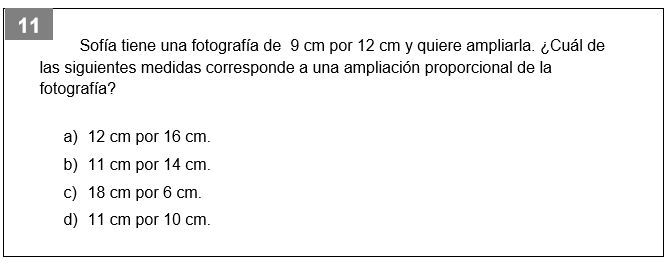 11
Sofía tiene una fotografía de 9 cm por 12 cm y quiere ampliarla. ¿Cuál de
las siguientes medidas corresponde a una ampliación proporcional de la
fotografía?
a) 12 cm por 16 cm.
b) 11 cm por 14 cm.
c) 18 cm por 6 cm.
d) 11 cm por 10 cm.